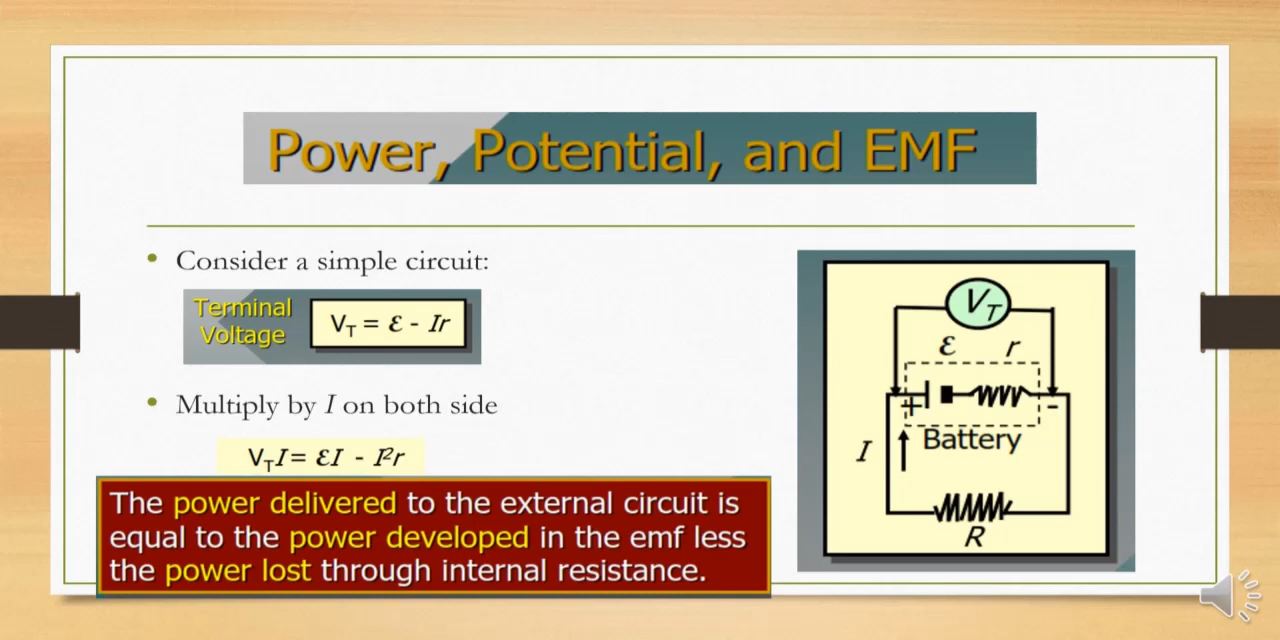 Power, Potential, and EMF
• Consider a simple circuit:
Terminal
Voltage
V_T = ℰ - Ir
• Multiply by I on both side
V_TI = ℰI - I²r
The power delivered to the external circuit is
equal to the power developed in the emf less
the power lost through internal resistance.
V_T
ℰ r
+ -
Battery
I
R